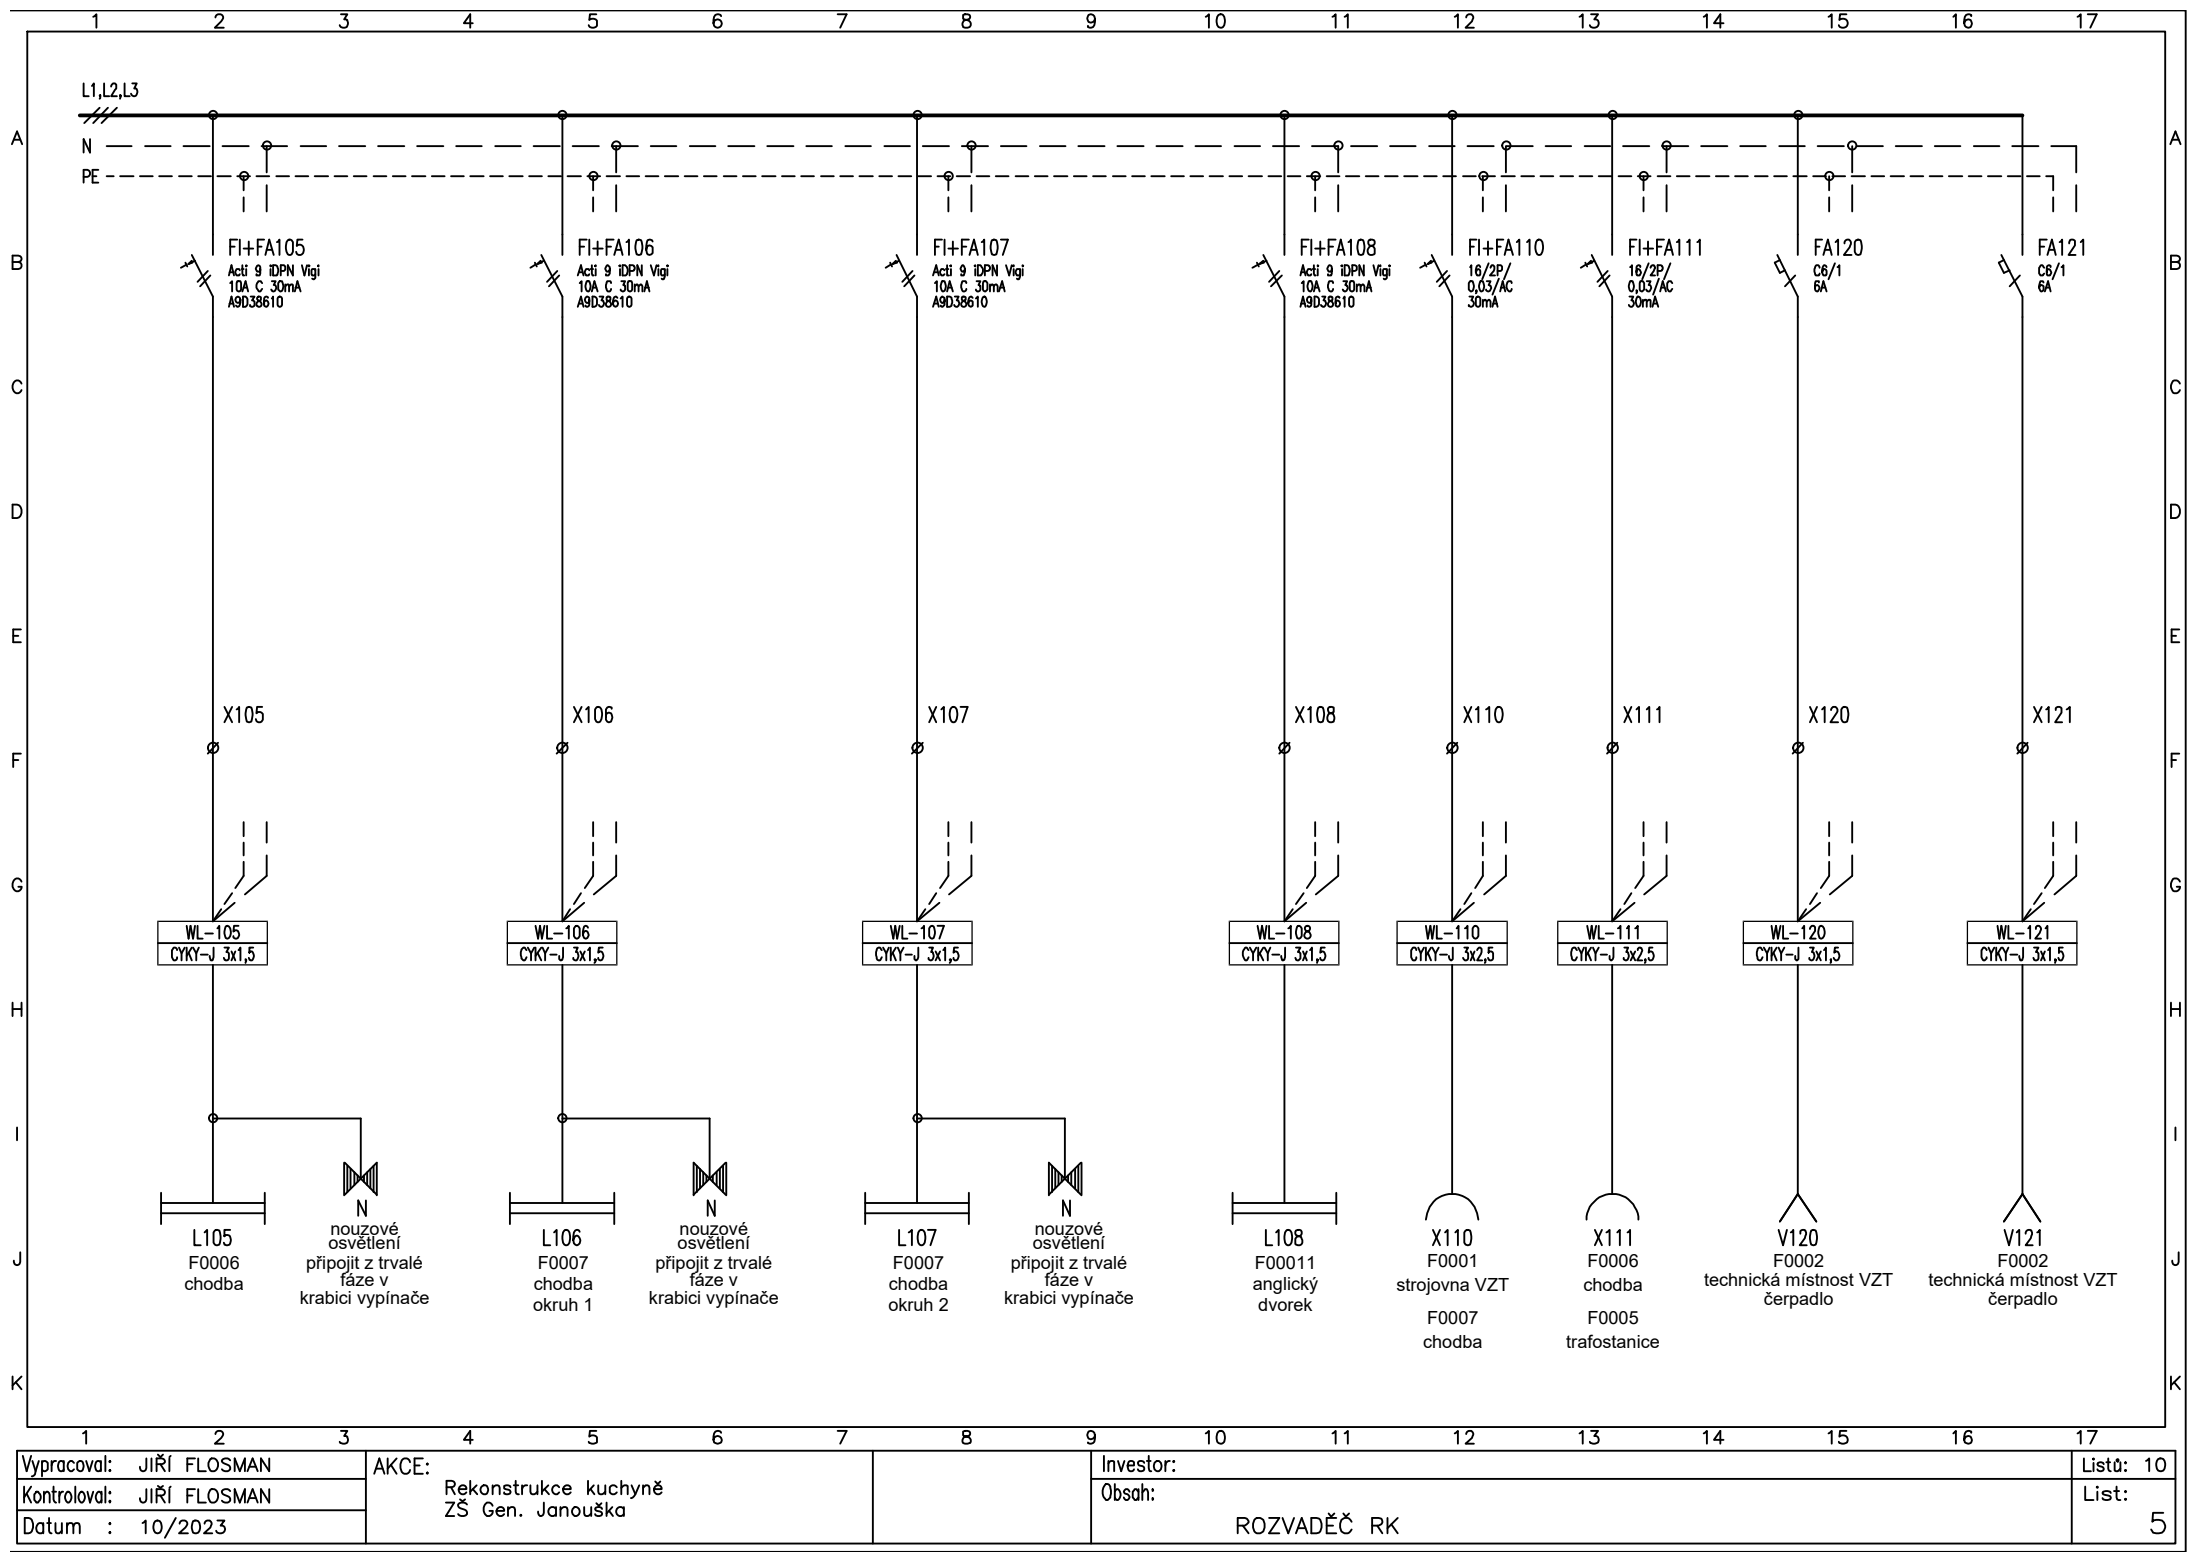 1 2 3 4 5 6 7 8 9 10 11 12 13 14 15 16 17
L1,L2,L3
A A
N
PE
B B
FI+FA105
Acti 9 iDPN Vigi
10A C 30mA
A9D38610
FI+FA106
Acti 9 iDPN Vigi
10A C 30mA
A9D38610
FI+FA107
Acti 9 iDPN Vigi
10A C 30mA
A9D38610
FI+FA108
Acti 9 iDPN Vigi
10A C 30mA
A9D38610
FI+FA110
16/2P/
0,03/AC
30mA
FI+FA111
16/2P/
0,03/AC
30mA
FA120
C6/1
6A
FA121
C6/1
6A
C C
D D
E E
X105 X106 X107 X108 X110 X111 X120 X121
F F
G G
WL-105
CYKY-J 3x1,5
WL-106
CYKY-J 3x1,5
WL-107
CYKY-J 3x1,5
WL-108
CYKY-J 3x1,5
WL-110
CYKY-J 3x2,5
WL-111
CYKY-J 3x2,5
WL-120
CYKY-J 3x1,5
WL-121
CYKY-J 3x1,5
H H
I I
J J
L105
F0006
chodba
N
nouzové
osvětlení
připojit z trvalé
fáze v
krabici vypínače
L106
F0007
chodba
okruh 1
N
nouzové
osvětlení
připojit z trvalé
fáze v
krabici vypínače
L107
F0007
chodba
okruh 2
N
nouzové
osvětlení
připojit z trvalé
fáze v
krabici vypínače
L108
F00011
anglický
dvorek
X110
F0001
strojovna VZT
F0007
chodba
X111
F0006
chodba
F0005
trafostanice
V120
F0002
technická místnost VZT
čerpadlo
V121
F0002
technická místnost VZT
čerpadlo
K K
1 2 3 4 5 6 7 8 9 10 11 12 13 14 15 16 17
Vypracoval: JIŘÍ FLOSMAN
Kontroloval: JIŘÍ FLOSMAN
Datum : 10/2023
AKCE:
Rekonstrukce kuchyně
ZŠ Gen. Janouška
Investor:
Obsah:
ROZVADĚČ RK
Listů: 10
List:
5